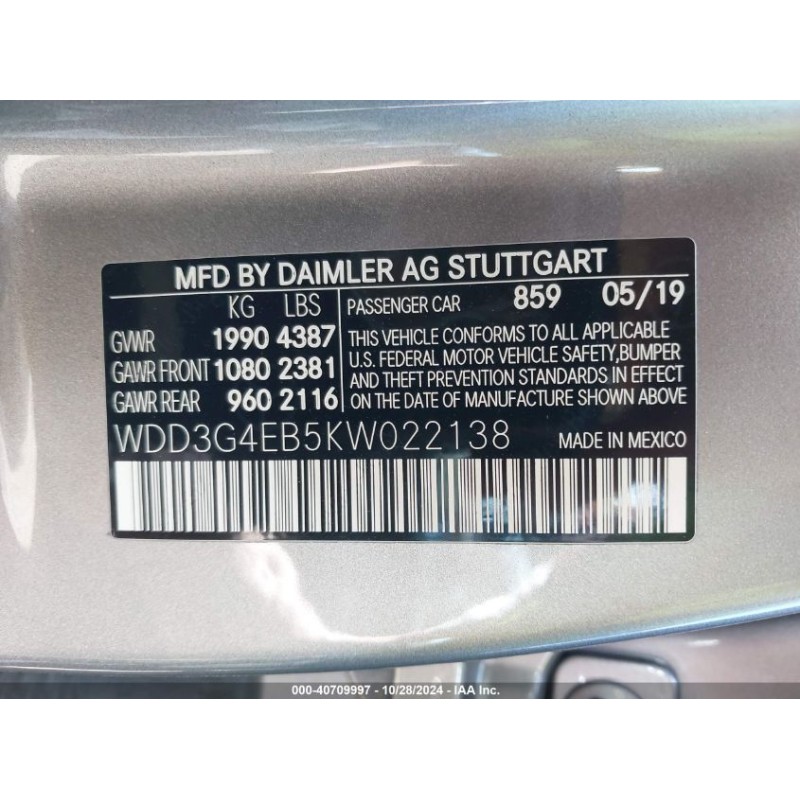 MFD BY DAIMLER AG STUTTGART
KG LBS PASSENGER CAR 859 05/19
GVWR 1990 4387 THIS VEHICLE CONFORMS TO ALL APPLICABLE
GAWR FRONT 1080 2381 U.S. FEDERAL MOTOR VEHICLE SAFETY, BUMPER
AND THEFT PREVENTION STANDARDS IN EFFECT
GAWR REAR 960 2116 ON THE DATE OF MANUFACTURE SHOWN ABOVE
WDD3G4EB5KW022138 MADE IN MEXICO
000-40709997 - 10/28/2024 - IAA Inc.